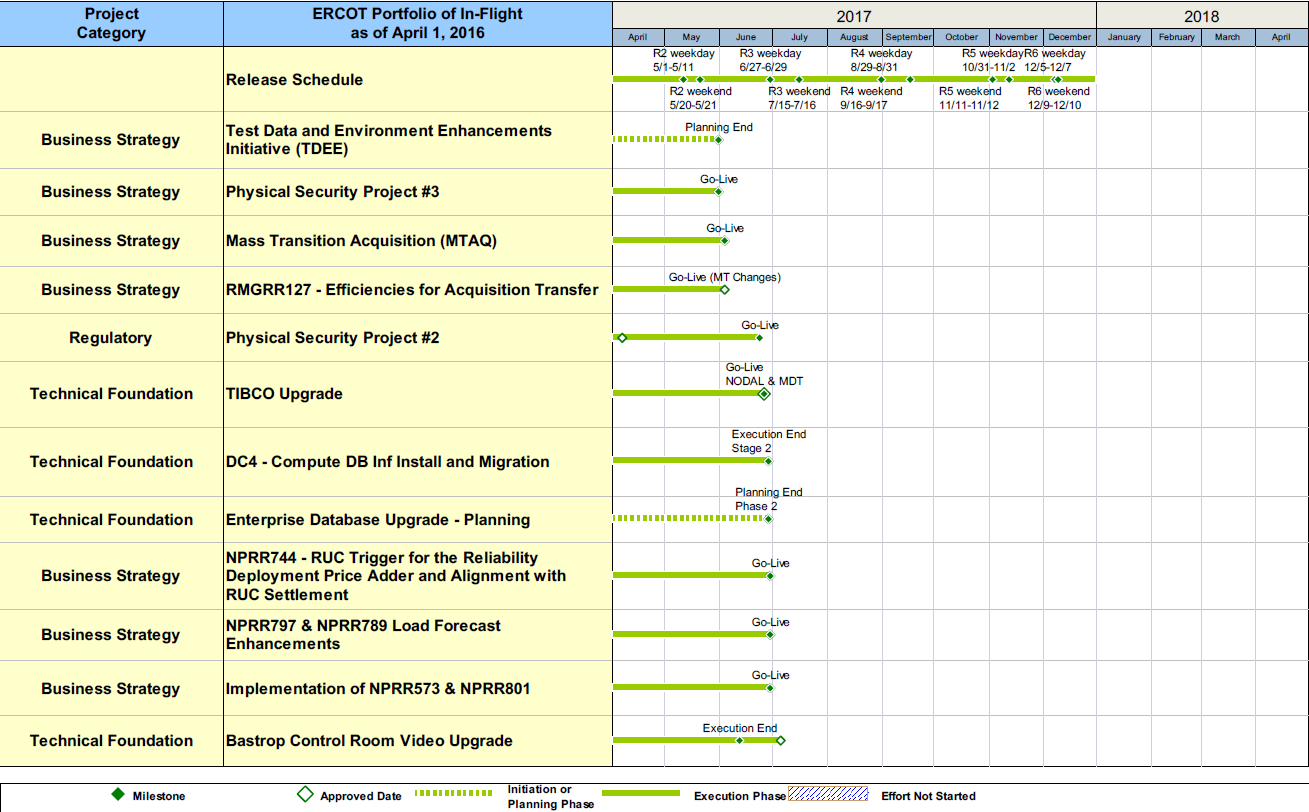 Project
Category
ERCOT Portfolio of In-Flight
as of April 1, 2016
2017
2018
April
May
June
July
August
September
October
November
December
January
February
March
April
Release Schedule
R2 weekday
5/1-5/11
R3 weekday
6/27-6/29
R4 weekday
8/29-8/31
R5 weekday
10/31-11/2
R6 weekday
12/5-12/7
R2 weekend
5/20-5/21
R3 weekend
7/15-7/16
R4 weekend
9/16-9/17
R5 weekend
11/11-11/12
R6 weekend
12/9-12/10
Business Strategy
Test Data and Environment Enhancements
Initiative (TDEE)
Planning End
Business Strategy
Physical Security Project #3
Go-Live
Business Strategy
Mass Transition Acquisition (MTAQ)
Go-Live
Business Strategy
RMGRR127 - Efficiencies for Acquisition Transfer
Go-Live (MT Changes)
Regulatory
Physical Security Project #2
Go-Live
Technical Foundation
TIBCO Upgrade
Go-Live
NODAL & MDT
Technical Foundation
DC4 - Compute DB Inf Install and Migration
Execution End
Stage 2
Technical Foundation
Enterprise Database Upgrade - Planning
Planning End
Phase 2
Business Strategy
NPRR744 - RUC Trigger for the Reliability
Deployment Price Adder and Alignment with
RUC Settlement
Go-Live
Business Strategy
NPRR797 & NPRR789 Load Forecast
Enhancements
Go-Live
Business Strategy
Implementation of NPRR573 & NPRR801
Go-Live
Technical Foundation
Bastrop Control Room Video Upgrade
Execution End
Milestone
Approved Date
Initiation or
Planning Phase
Execution Phase
Effort Not Started